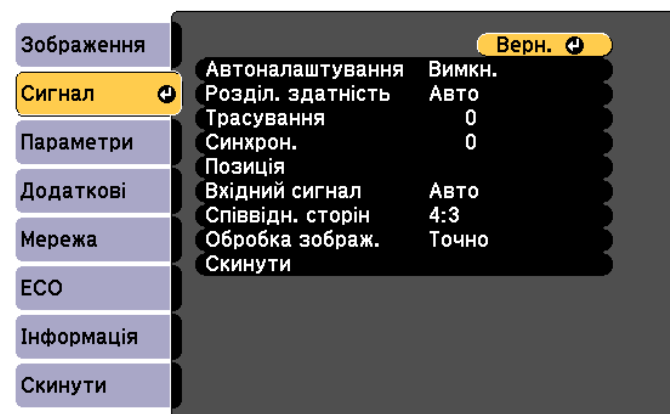 Зображення
Сигнал
Параметри
Додаткові
Мережа
ECO
Інформація
Скинути
Верн.
Автоналаштування Вимкн.
Розділ. здатність Авто
Трасування 0
Синхрон. 0
Позиція
Вхідний сигнал Авто
Співвідн. сторін 4:3
Обробка зображ. Точно
Скинути